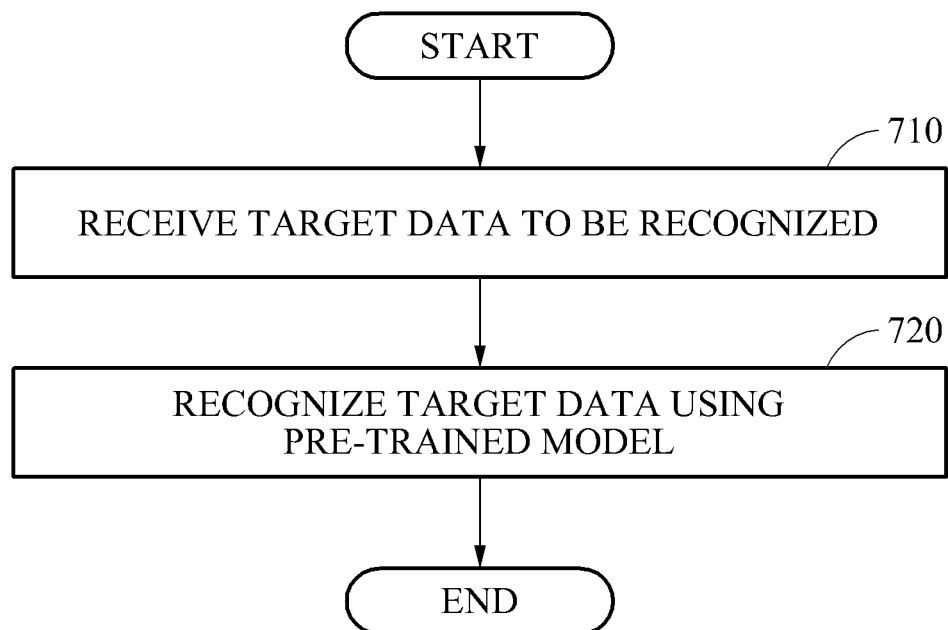 START
710
RECEIVE TARGET DATA TO BE RECOGNIZED
720
RECOGNIZE TARGET DATA USING
PRE-TRAINED MODEL
END